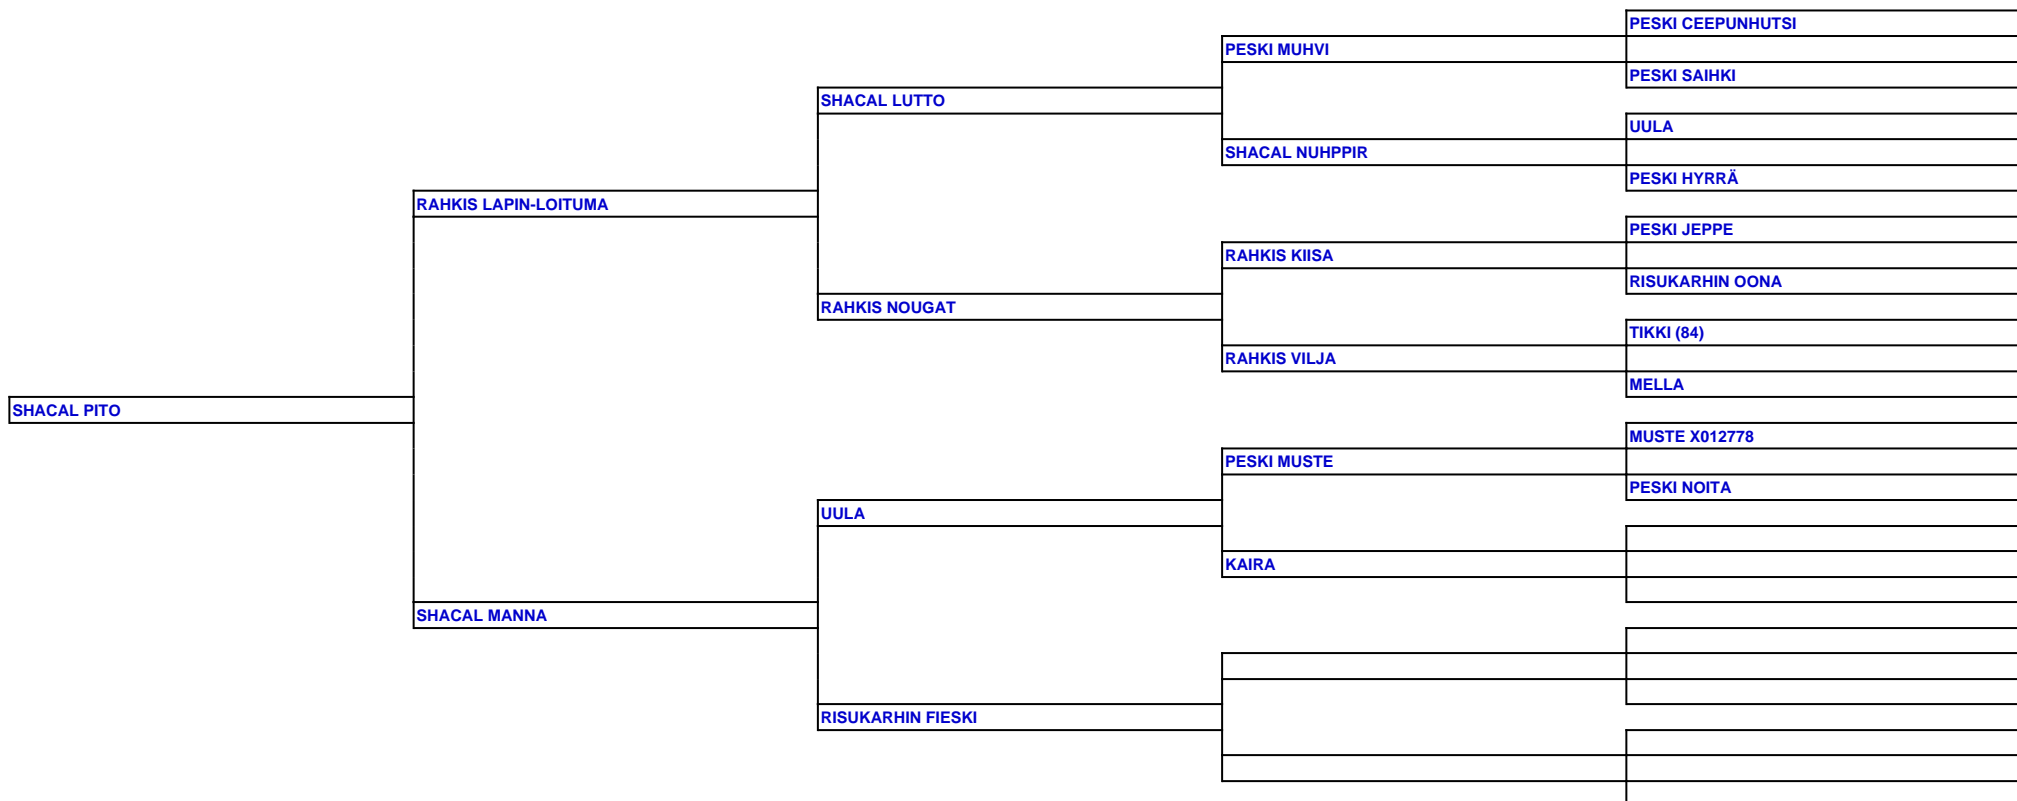 PESKI CEEPUNHUTSI
PESKI MUHVI
PESKI SAIHKI
SHACAL LUTTO
UULA
SHACAL NUHPPIR
PESKI HYRRÄ
RAHKIS LAPIN-LOITUMA
PESKI JEPPE
RAHKIS KIISA
RISUKARHIN OONA
RAHKIS NOUGAT
TIKKI (84)
RAHKIS VILJA
MELLA
SHACAL PITO
MUSTE X012778
PESKI MUSTE
PESKI NOITA
UULA
KAIRA
SHACAL MANNA
RISUKARHIN FIESKI